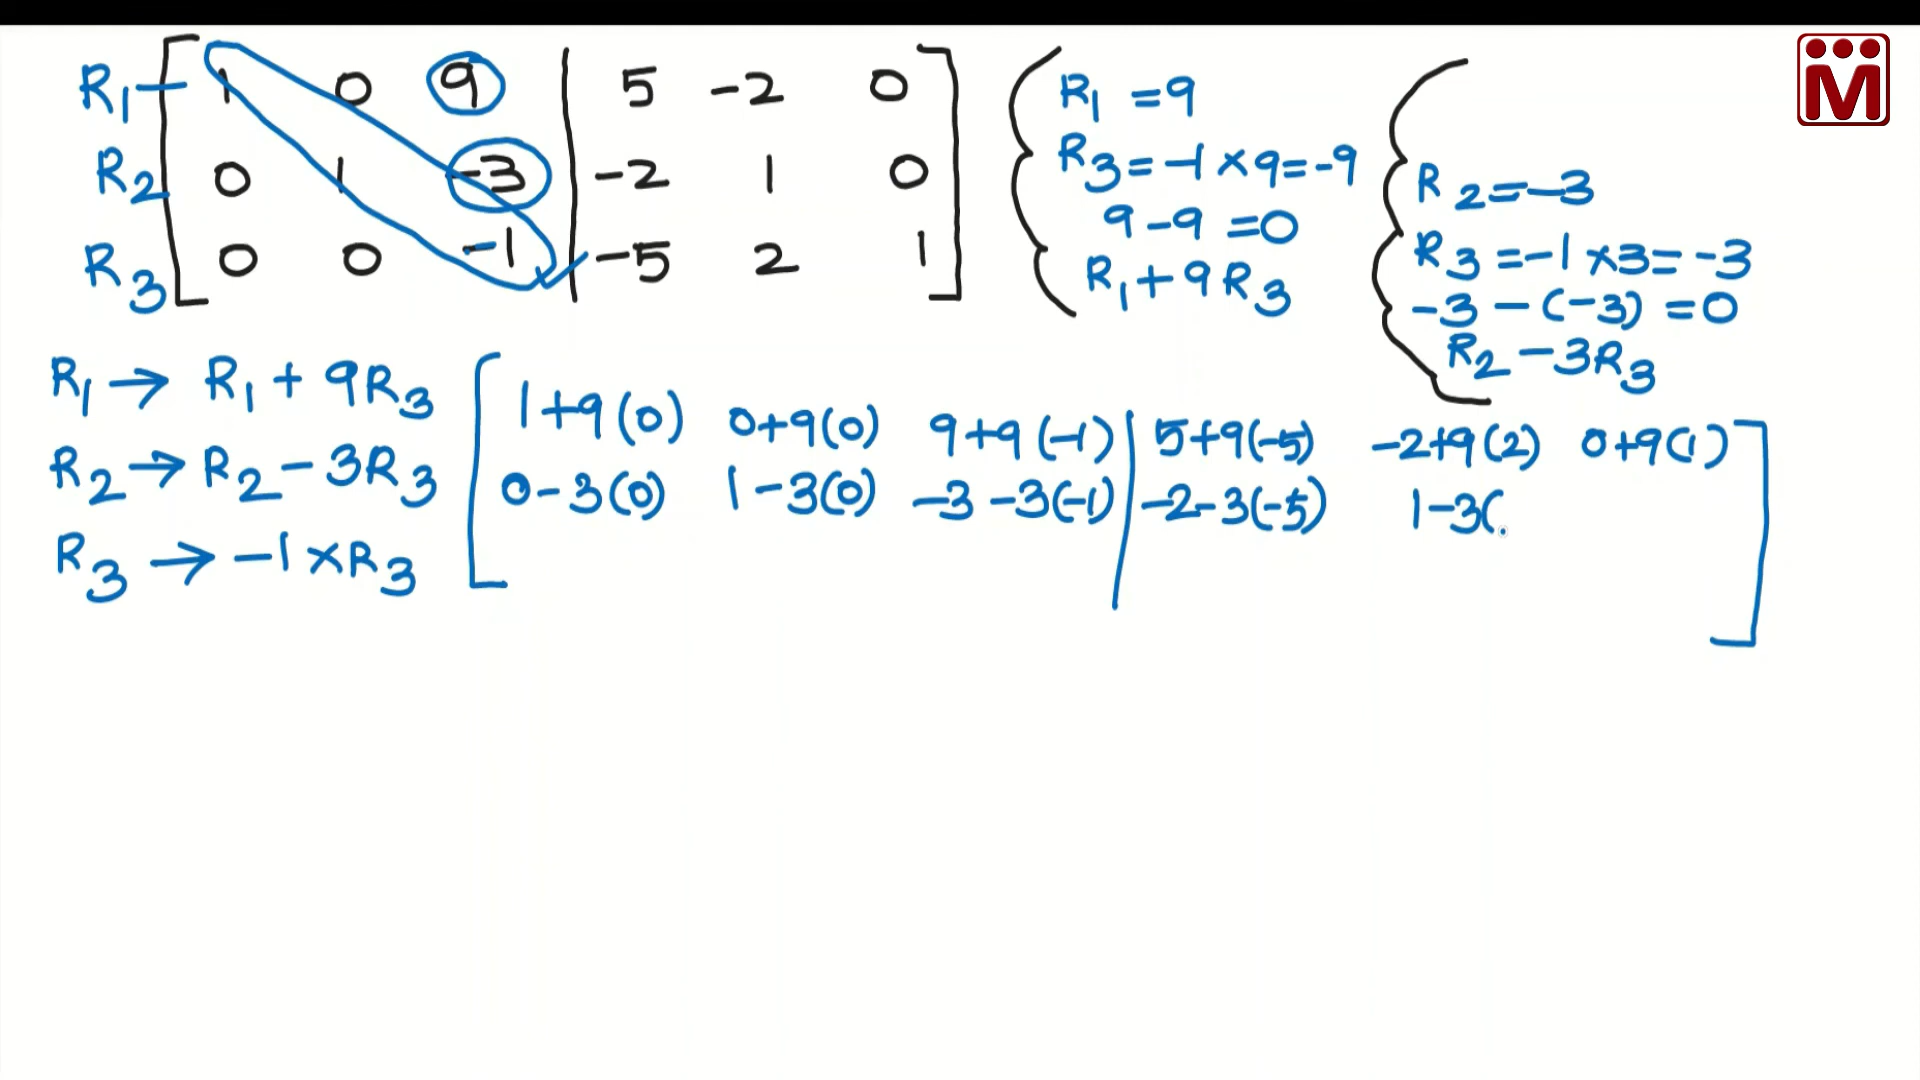 R1 [ 1 0 9 | 5 -2 0 ]
R2 [ 0 1 -3 | -2 1 0 ]
R3 [ 0 0 -1 | -5 2 1 ]
R1 = 9
R3 = -1 × 9 = -9
9 - 9 = 0
R1 + 9R3
R2 = -3
R3 = -1 × 3 = -3
-3 - (-3) = 0
R2 - 3R3
R1 → R1 + 9R3
R2 → R2 - 3R3
R3 → -1 × R3
1+9(0) 0+9(0) 9+9(-1) | 5+9(-5) -2+9(2) 0+9(1)
0-3(0) 1-3(0) -3-3(-1) | -2-3(-5) 1-3(
M